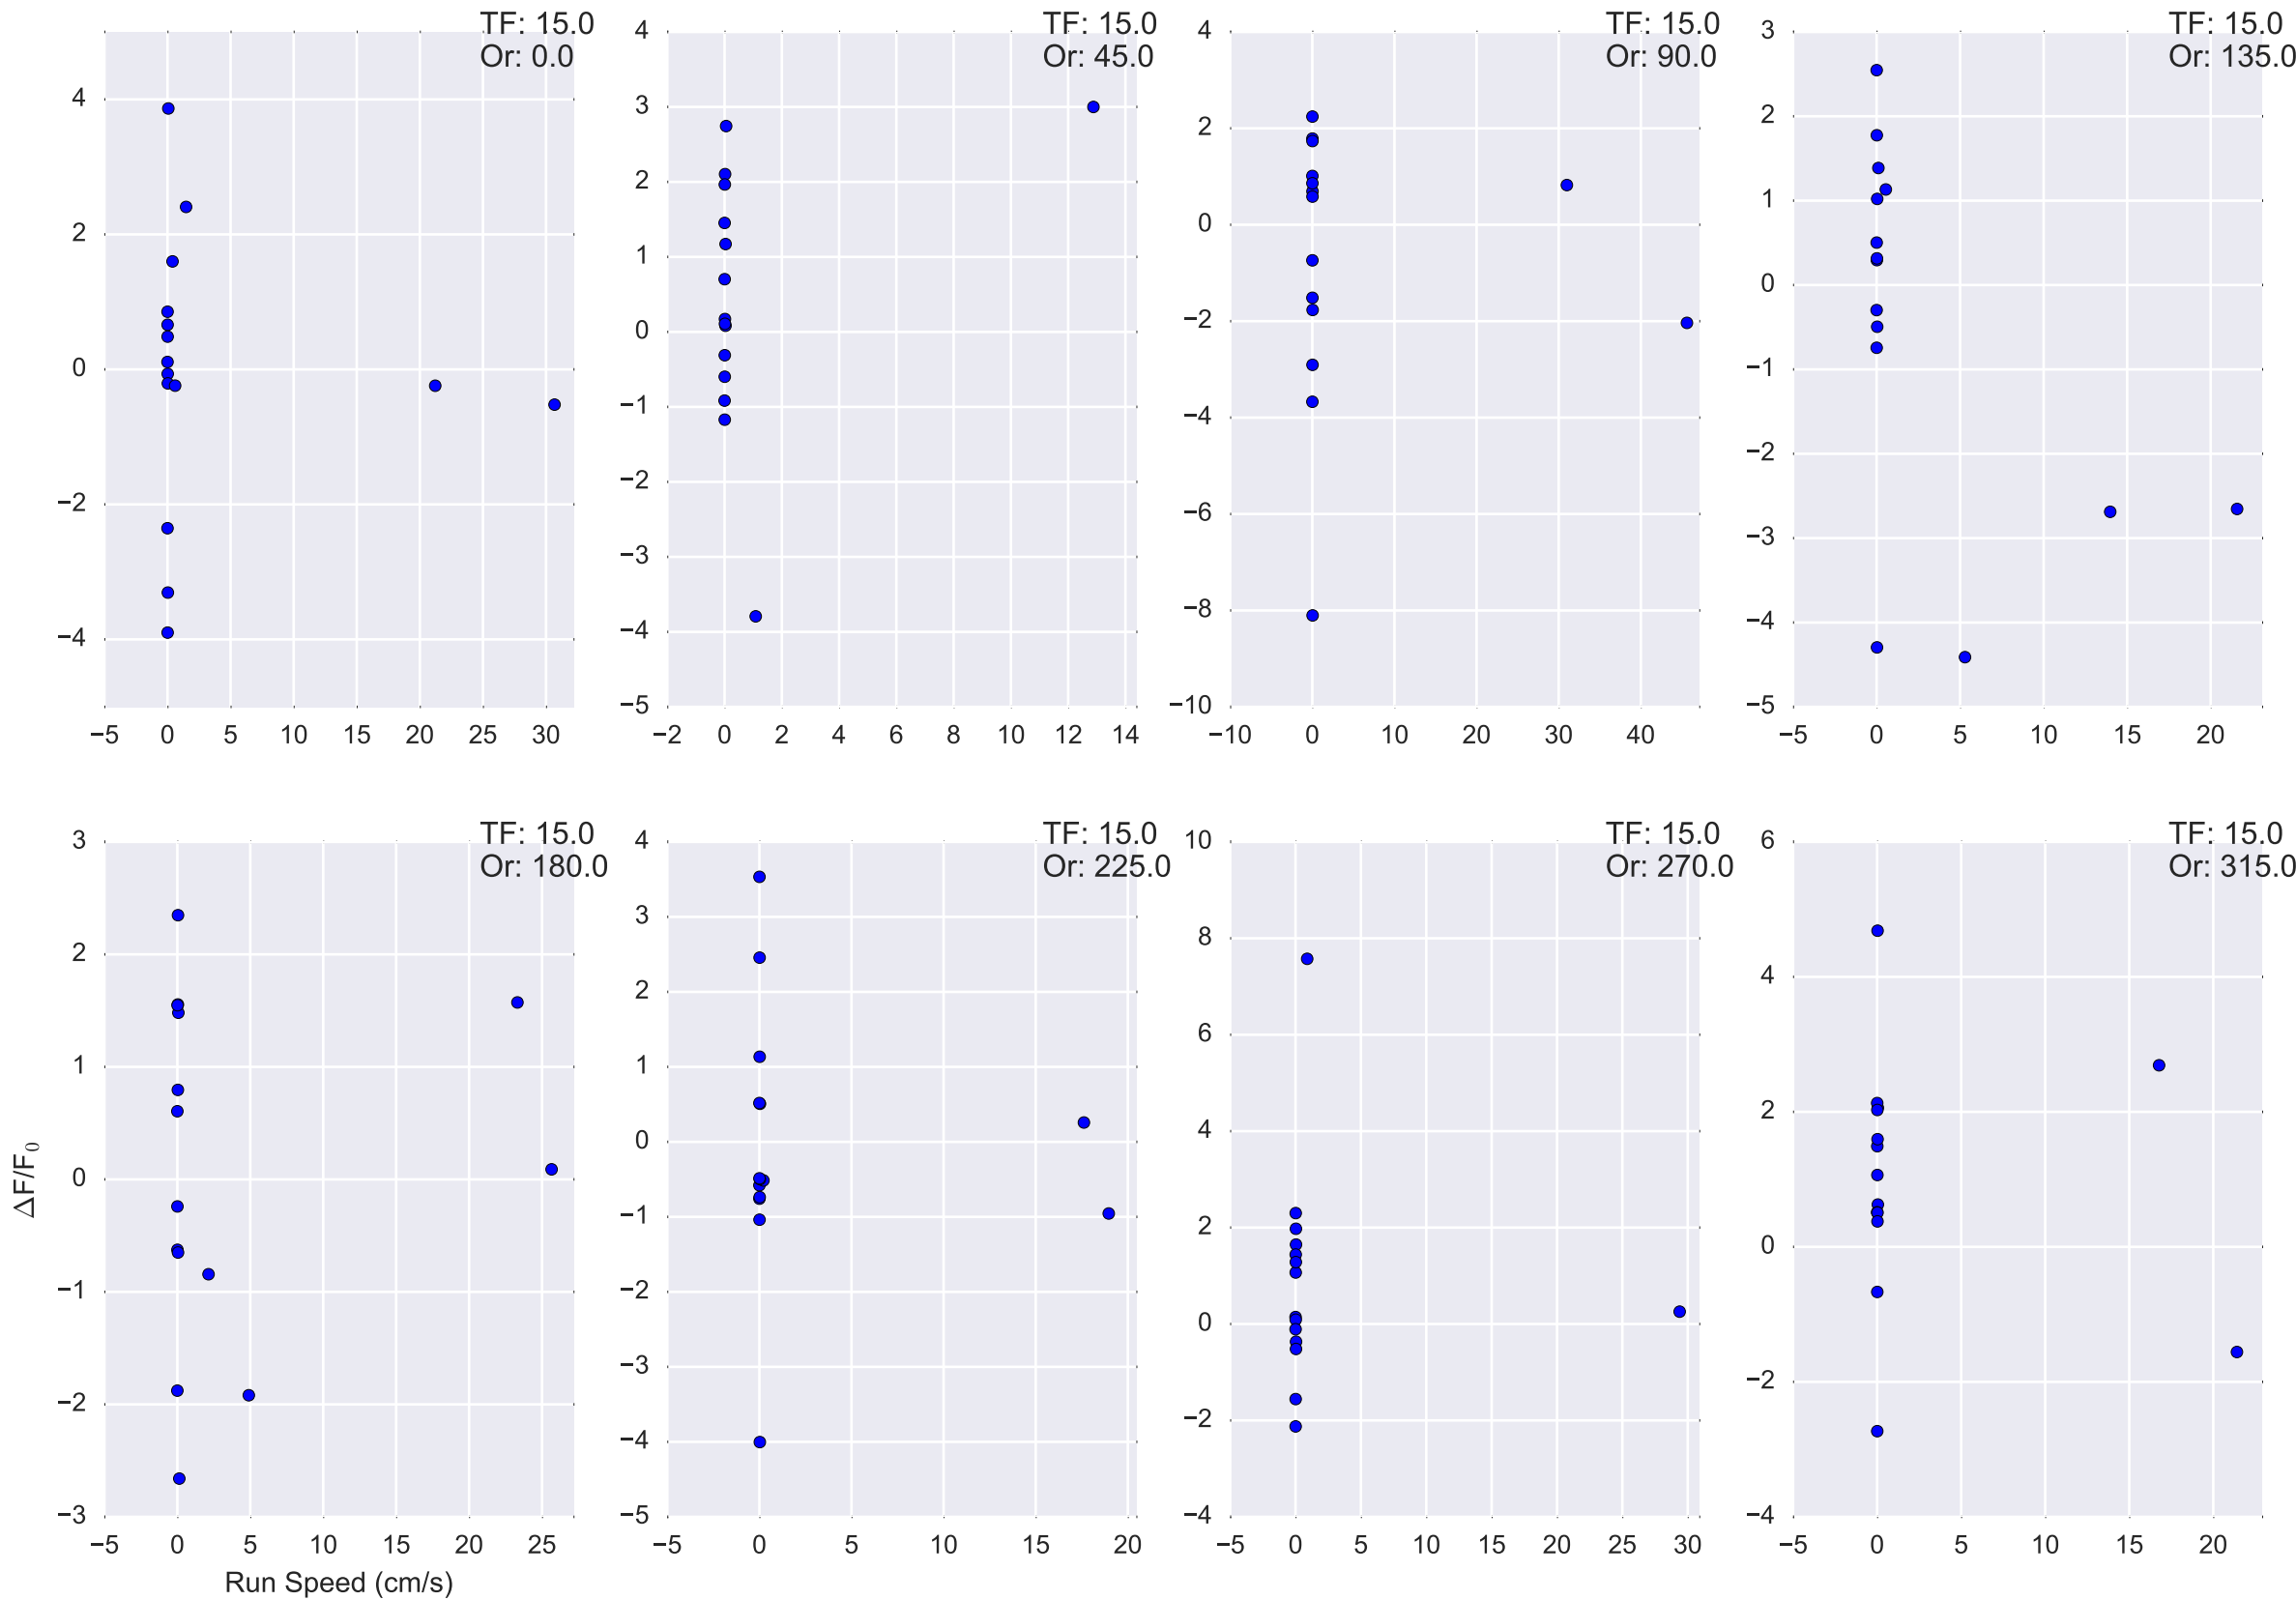 TF: 15.0
Or: 0.0
4
2
0
−2
−4
−5 0 5 10 15 20 25 30
TF: 15.0
Or: 45.0
4
3
2
1
0
−1
−2
−3
−4
−5
−2 0 2 4 6 8 10 12 14
TF: 15.0
Or: 90.0
4
2
0
−2
−4
−6
−8
−10
−10 0 10 20 30 40
TF: 15.0
Or: 135.0
3
2
1
0
−1
−2
−3
−4
−5
−5 0 5 10 15 20
TF: 15.0
Or: 180.0
3
2
1
0
−1
−2
−3
ΔF/F₀
−5 0 5 10 15 20 25
Run Speed (cm/s)
TF: 15.0
Or: 225.0
4
3
2
1
0
−1
−2
−3
−4
−5
−5 0 5 10 15 20
TF: 15.0
Or: 270.0
10
8
6
4
2
0
−2
−4
−5 0 5 10 15 20 25 30
TF: 15.0
Or: 315.0
6
4
2
0
−2
−4
−5 0 5 10 15 20